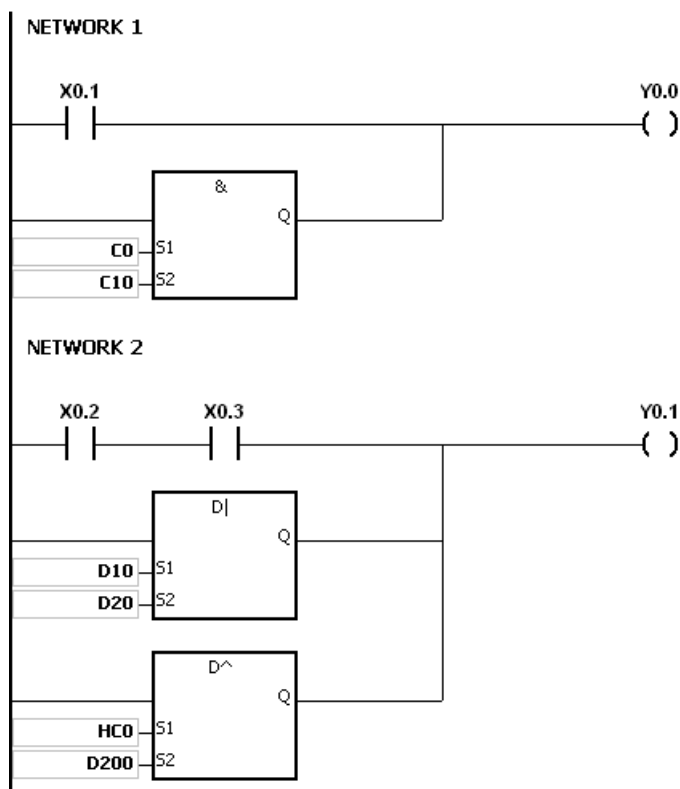 NETWORK 1
X0.1 Y0.0
&
Q
C0 S1
C10 S2
NETWORK 2
X0.2 X0.3 Y0.1
D|
Q
D10 S1
D20 S2
D^
Q
HC0 S1
D200 S2